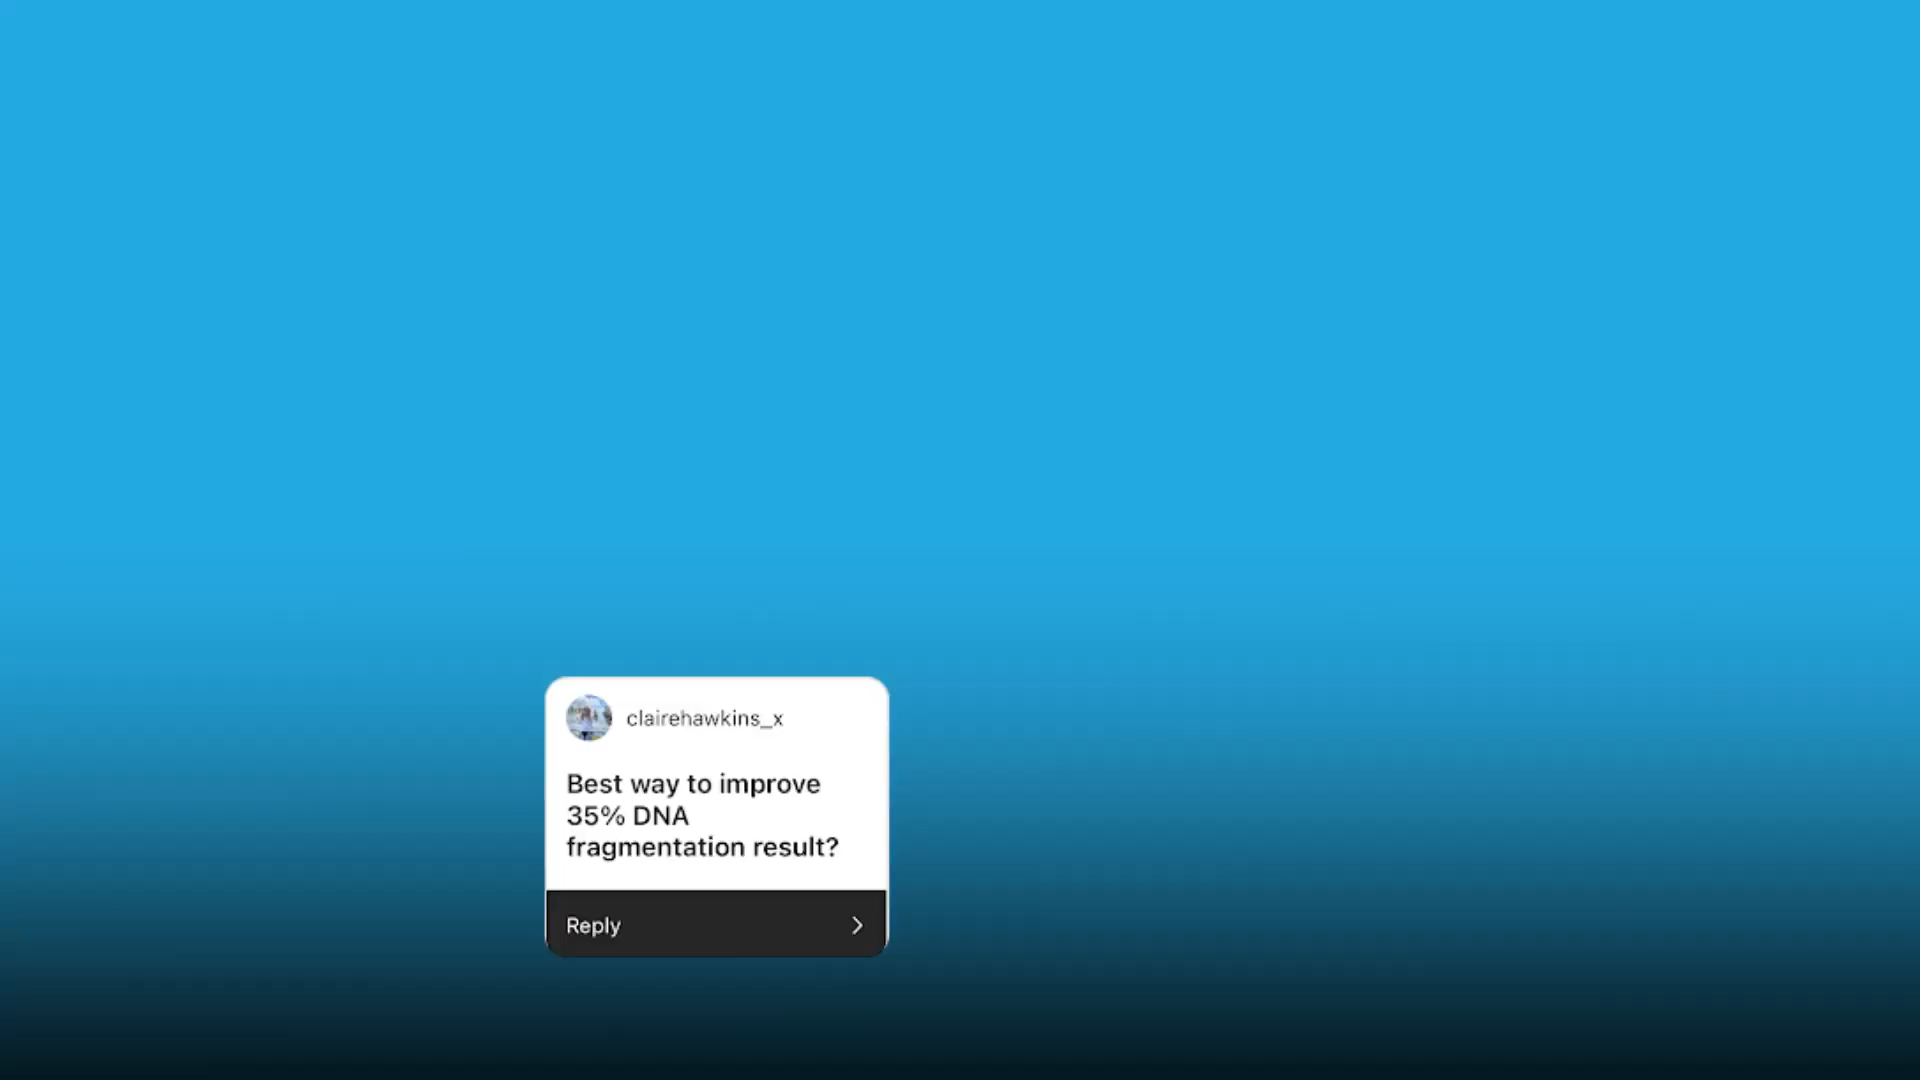 clairehawkins_x
Best way to improve
35% DNA
fragmentation result?
Reply